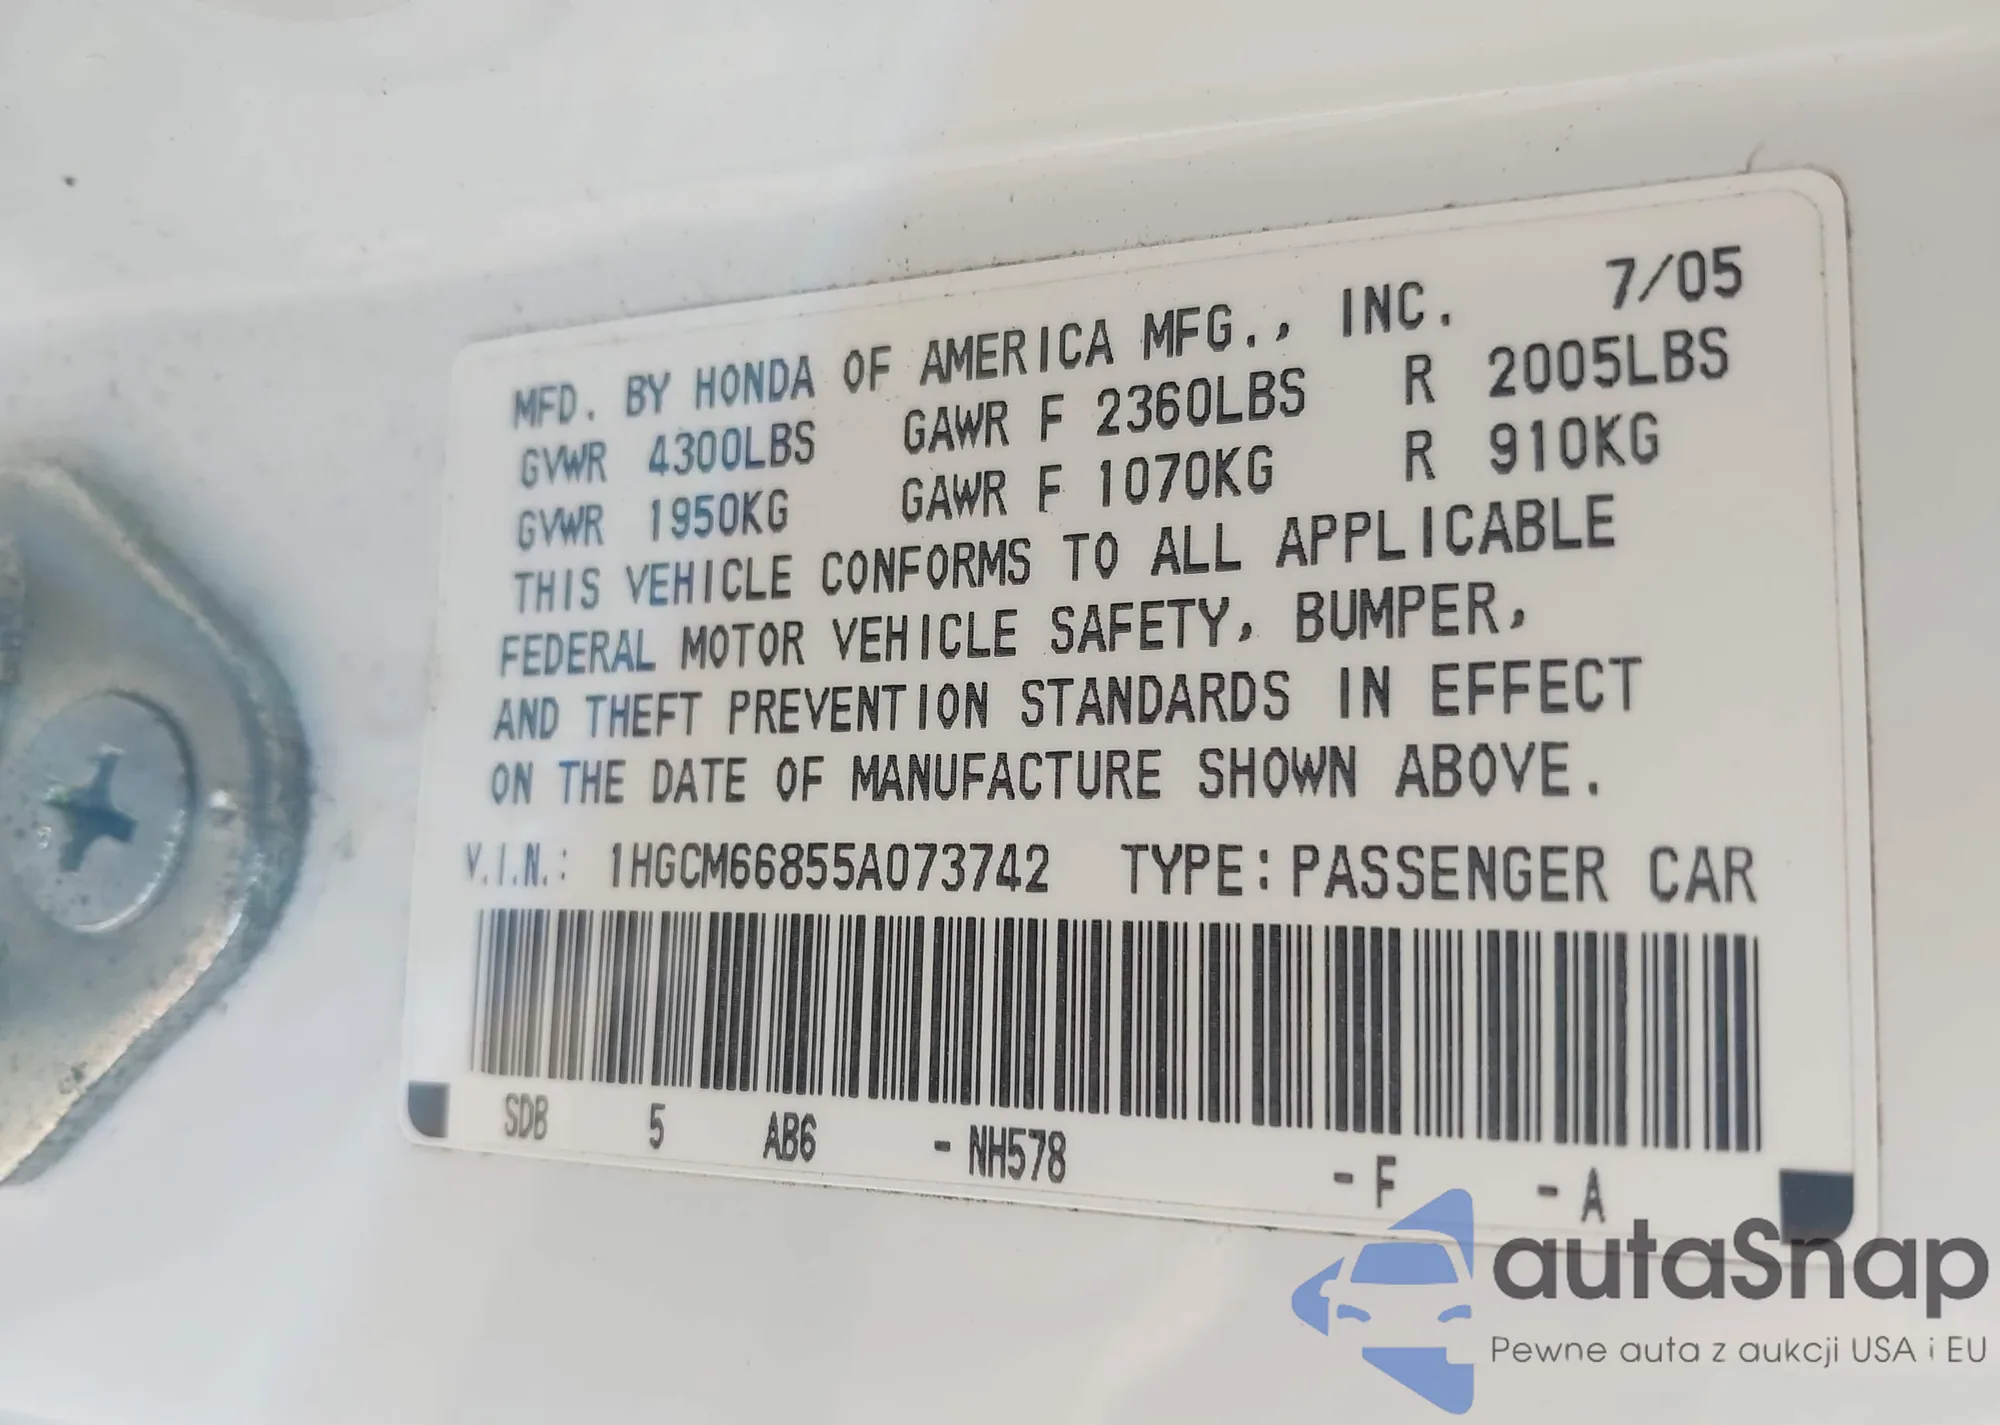 MFD. BY HONDA OF AMERICA MFG., INC. 7/05
GVWR 4300LBS GAWR F 2360LBS R 2005LBS
GVWR 1950KG GAWR F 1070KG R 910KG
THIS VEHICLE CONFORMS TO ALL APPLICABLE
FEDERAL MOTOR VEHICLE SAFETY, BUMPER,
AND THEFT PREVENTION STANDARDS IN EFFECT
ON THE DATE OF MANUFACTURE SHOWN ABOVE.
V.I.N.: 1HGCM66855A073742 TYPE: PASSENGER CAR
SDB 5 AB6 - NH578 - F - A
autaSnap
Pewne auta z aukcji USA i EU